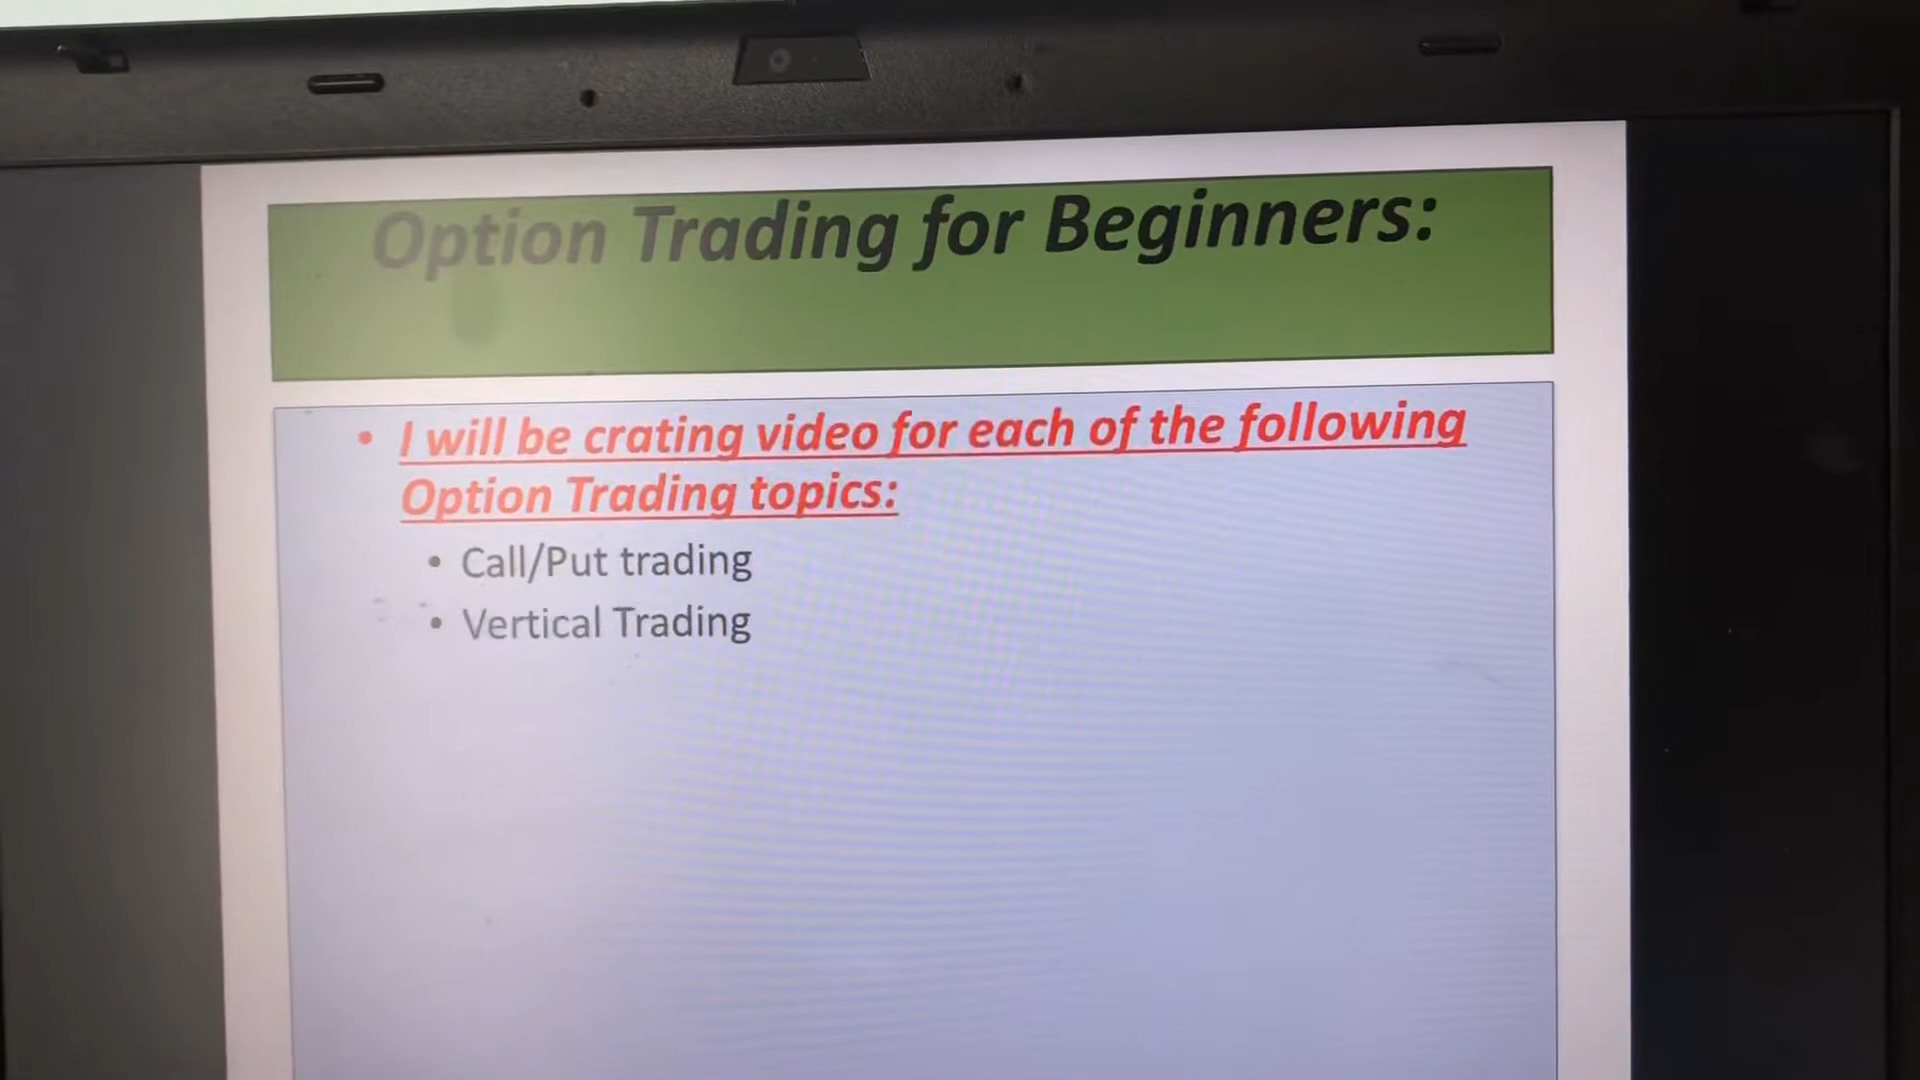 Option Trading for Beginners:
• I will be crating video for each of the following
Option Trading topics:
• Call/Put trading
• Vertical Trading